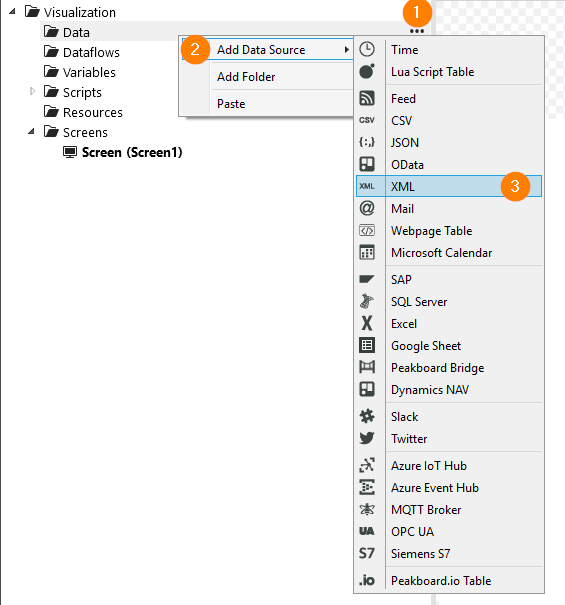 Visualization
1
Data
...
Dataflows
Variables
Scripts
Resources
Screens
Screen (Screen1)
2
Add Data Source
Add Folder
Paste
Time
Lua Script Table
Feed
CSV CSV
{:,} JSON
OData
XML XML 3
@ Mail
</> Webpage Table
Microsoft Calendar
SAP
SQL Server
X Excel
Google Sheet
Peakboard Bridge
Dynamics NAV
Slack
Twitter
Azure IoT Hub
Azure Event Hub
MQTT Broker
UA OPC UA
S7 Siemens S7
.io Peakboard.io Table